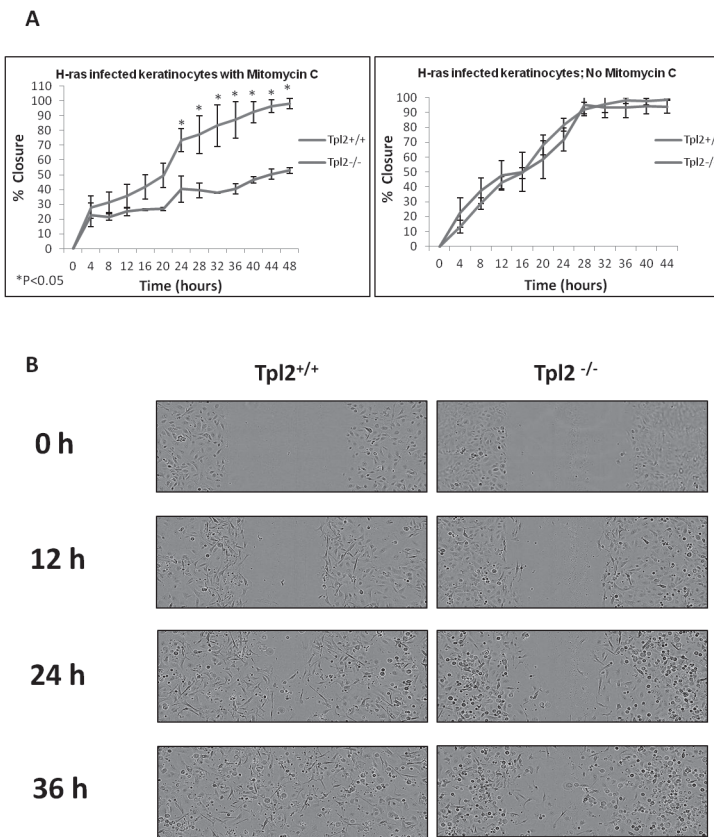 A
H-ras infected keratinocytes with Mitomycin C
110
100
90
80
70
60
50
40
30
20
10
0
% Closure
* * * * * * *
Tpl2+/+
Tpl2-/-
0 4 8 12 16 20 24 28 32 36 40 44 48
*P<0.05
Time (hours)
H-ras infected keratinocytes; No Mitomycin C
100
90
80
70
60
50
40
30
20
10
0
% Closure
Tpl2+/
Tpl2-/
0 4 8 12 16 20 24 28 32 36 40 44
Time (hours)
B
Tpl2+/+ Tpl2 -/-
0 h
12 h
24 h
36 h